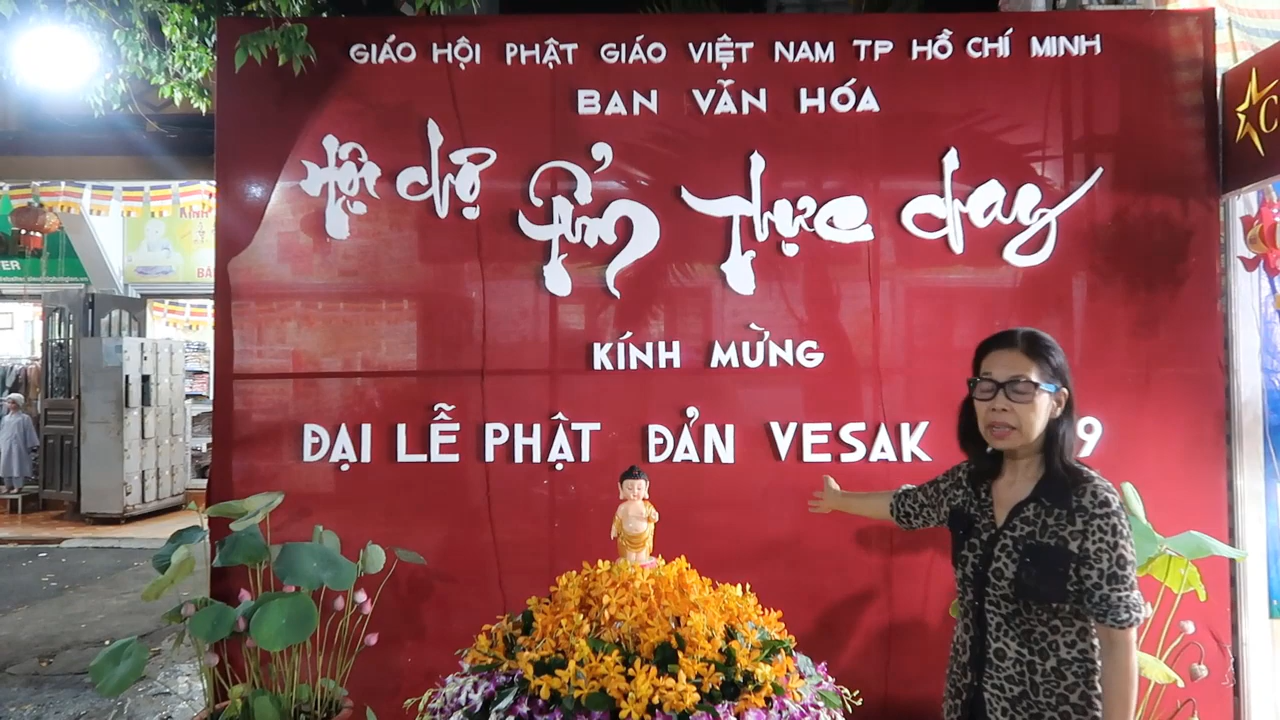 GIÁO HỘI PHẬT GIÁO VIỆT NAM TP HỒ CHÍ MINH
BAN VĂN HÓA
Hội chợ Ẩm Thực chay
KÍNH MỪNG
ĐẠI LỄ PHẬT ĐẢN VESAK 9
C